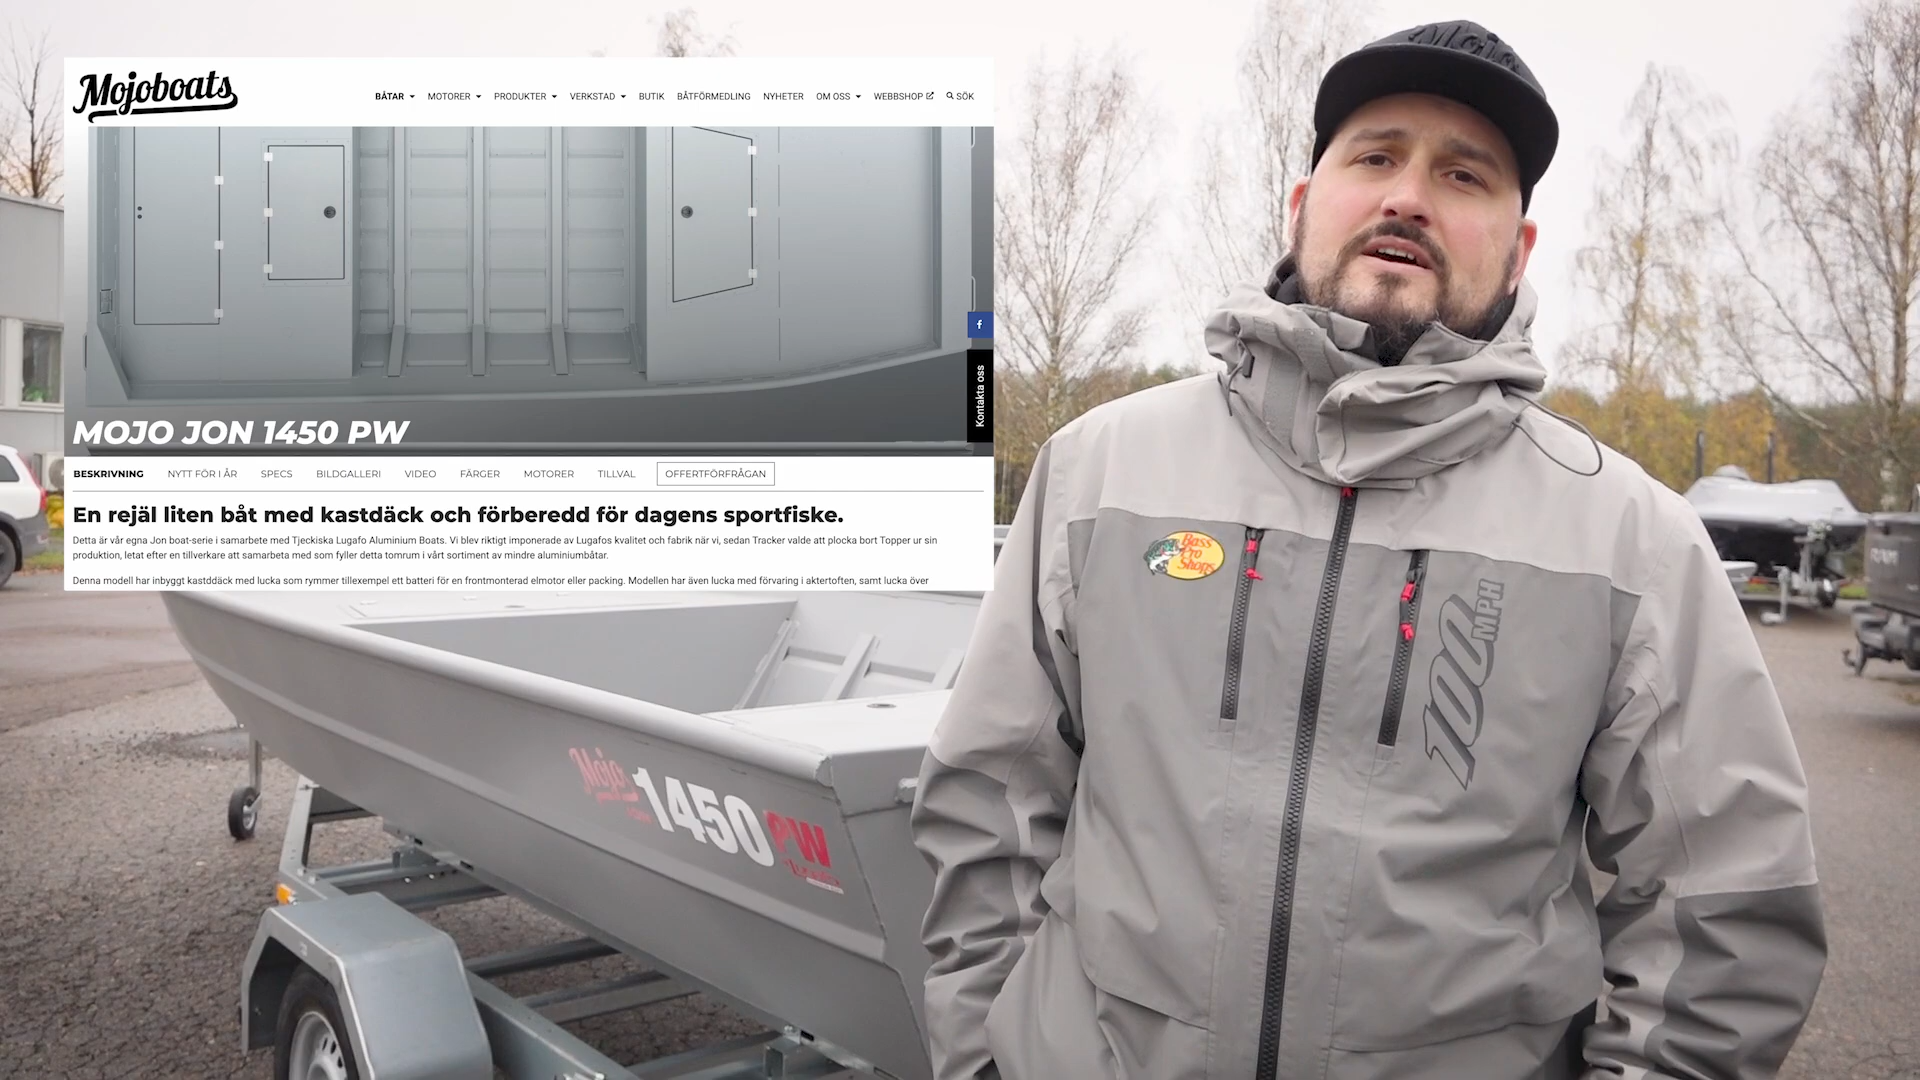 Mojoboats
BÅTAR MOTORER PRODUKTER VERKSTAD BUTIK BÅTFÖRMEDLING NYHETER OM OSS WEBBSHOP SÖK
Kontakta oss
MOJO JON 1450 PW
BESKRIVNING NYTT FÖR I ÅR SPECS BILDGALLERI VIDEO FÄRGER MOTORER TILLVAL OFFERTFÖRFRÅGAN
En rejäl liten båt med kastdäck och förberedd för dagens sportfiske.
Detta är vår egna Jon boat-serie i samarbete med Tjeckiska Lugafo Aluminium Boats. Vi blev riktigt imponerade av Lugafos kvalitet och fabrik när vi, sedan Tracker valde att plocka bort Topper ur sin
produktion, letat efter en tillverkare att samarbeta med som fyller detta tomrum i vårt sortiment av mindre aluminiumbåtar.
Denna modell har inbyggt kastddäck med lucka som rymmer tillexempel ett batteri för en frontmonterad elmotor eller packing. Modellen har även lucka med förvaring i aktertoften, samt lucka över
Mojo
Bass
Pro
Shops
100 MPH
Mojo
1450 PW